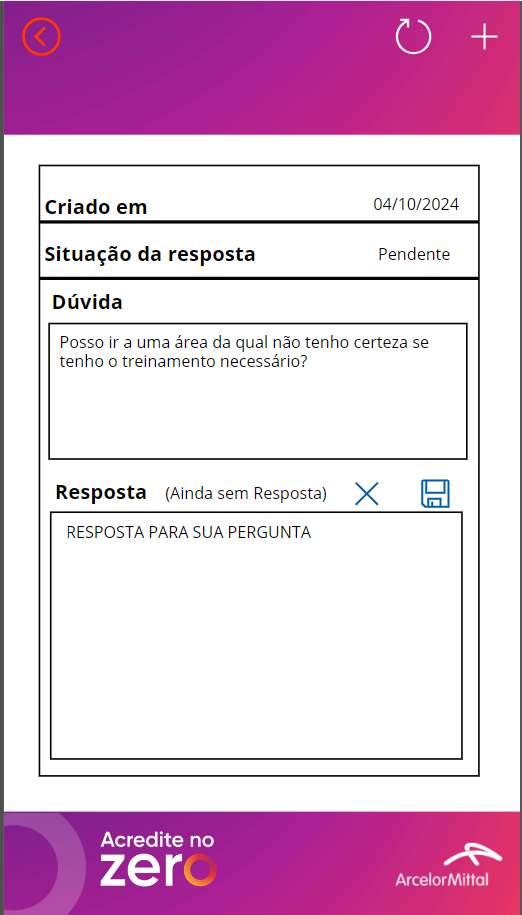 Criado em 04/10/2024
Situação da resposta Pendente
Dúvida
Posso ir a uma área da qual não tenho certeza se
tenho o treinamento necessário?
Resposta (Ainda sem Resposta)
RESPOSTA PARA SUA PERGUNTA
Acredite no
zero
ArcelorMittal